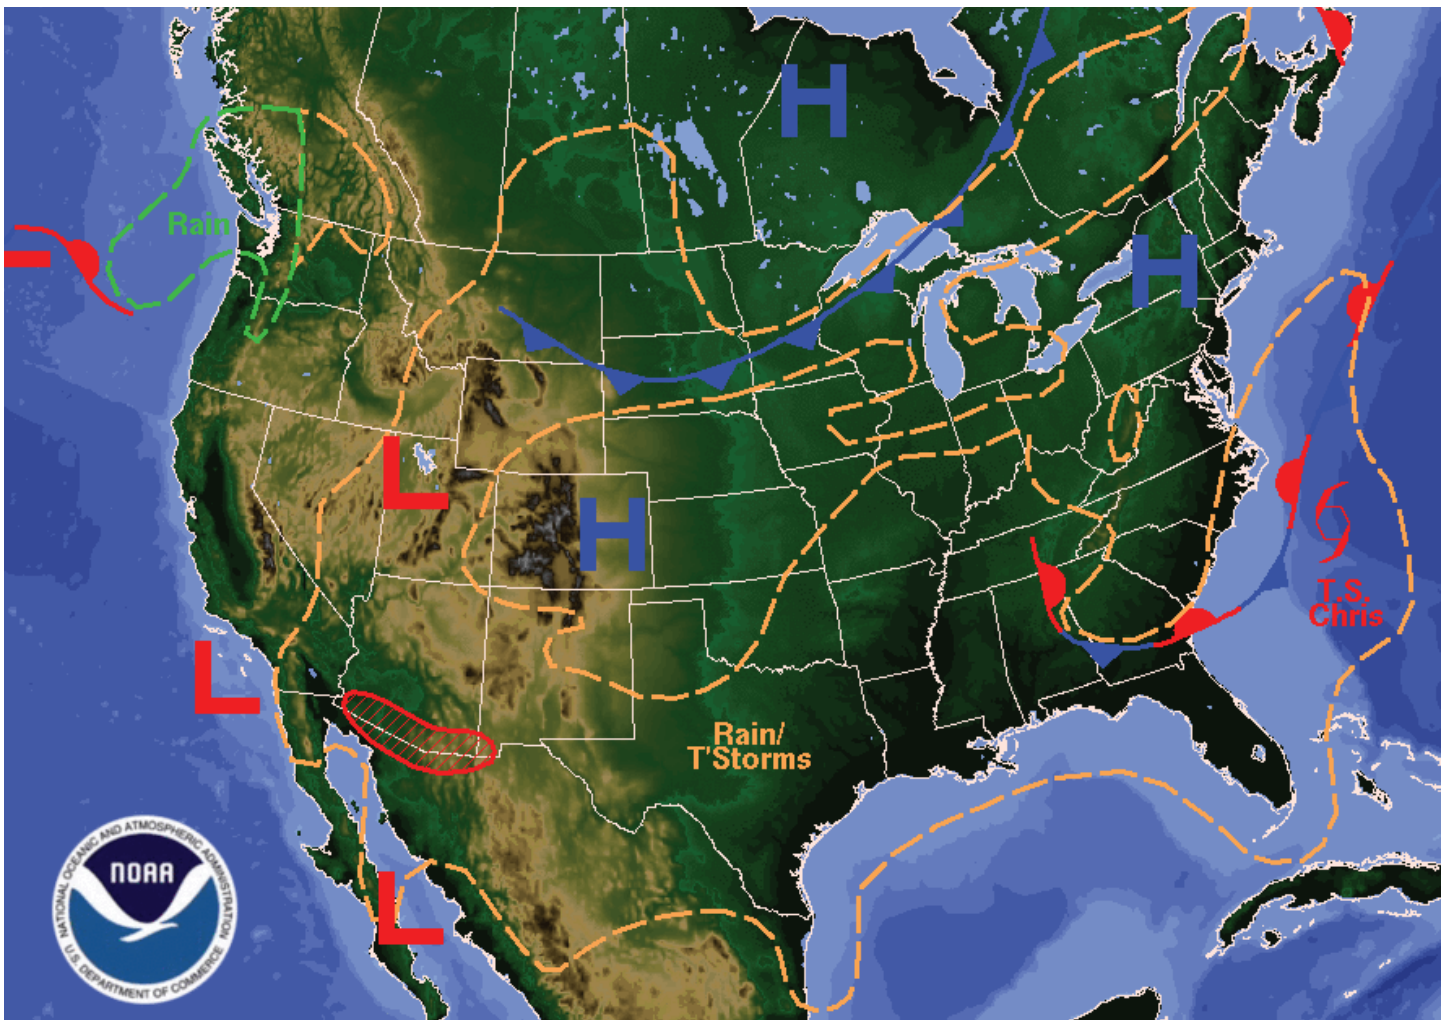 H
Rain
H
L
H
T.S.
Chris
L
Rain/
T'Storms
L
NATIONAL OCEANIC AND ATMOSPHERIC ADMINISTRATION
NOAA
U.S. DEPARTMENT OF COMMERCE